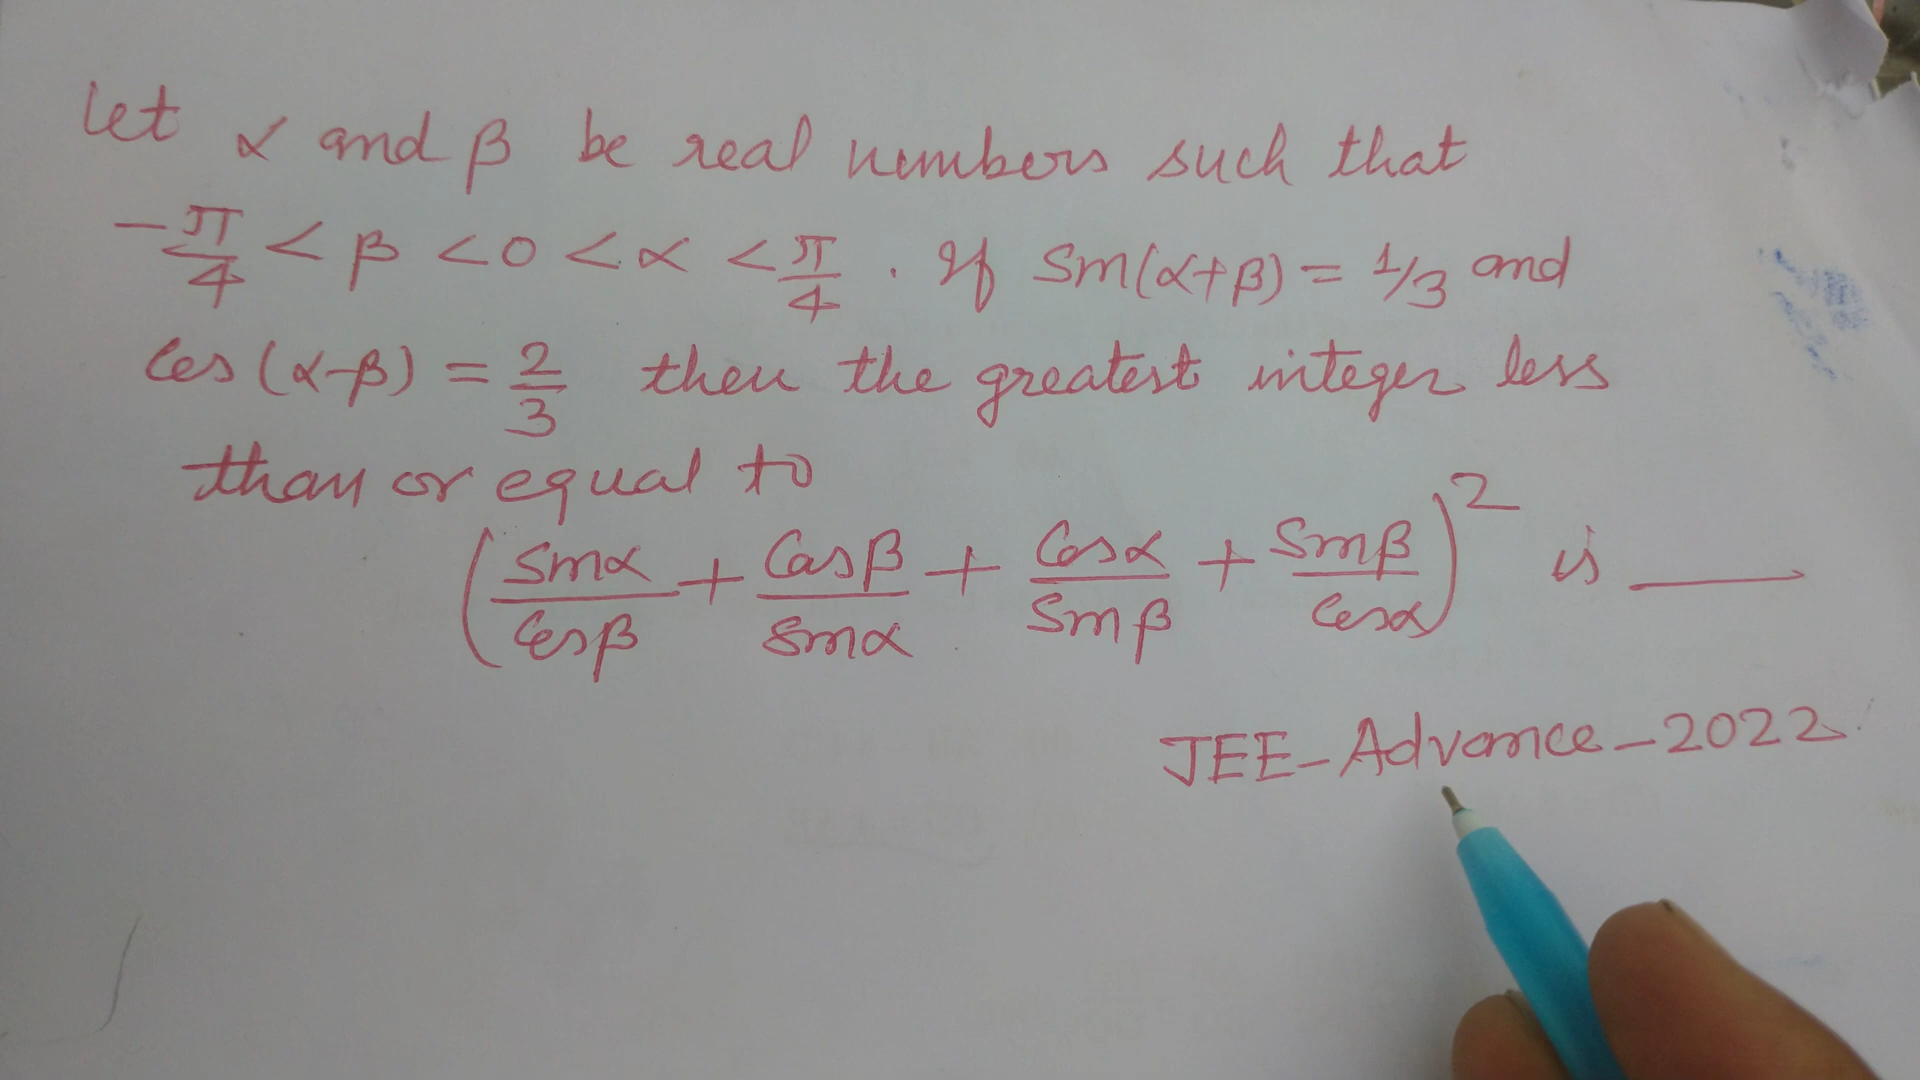 Let α and β be real numbers such that
-π/4 < β < 0 < α < π/4 . If Sin(α+β) = 1/3 and
Cos(α-β) = 2/3 then the greatest integer less
than or equal to
(Sinα/Cosβ + Cosβ/Sinα + Cosα/Sinβ + Sinβ/Cosα)² is ____
JEE-Advance-2022